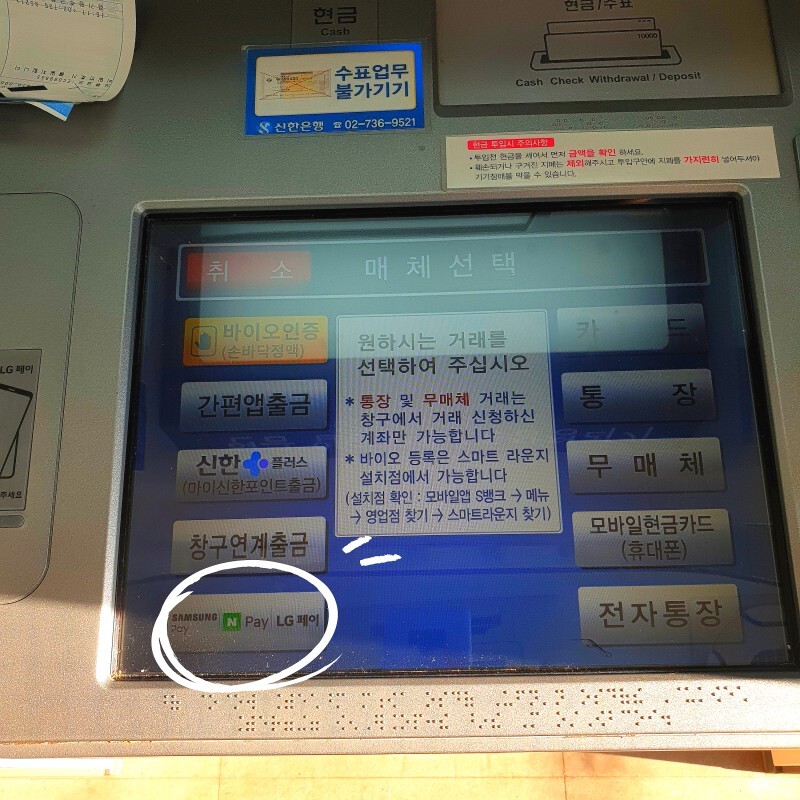 현금
Cash
수표업무
불가기기
신한은행 ☎ 02-736-9521
현금/수표
10000
Cash Check Withdrawal / Deposit
현금 투입시 주의사항
• 투입전 현금을 세어서 먼저 금액을 확인 하세요.
• 훼손되거나 구겨진 지폐는 제외해주시고 투입구안에 지폐를 가지런히 넣어두셔야
기기장애를 막을 수 있습니다.
취 소
매 체 선 택
바이오인증
(손바닥정맥)
간편앱출금
신한 플러스
(마이신한포인트출금)
창구연계출금
SAMSUNG
Pay
N Pay
LG 페이
원하시는 거래를
선택하여 주십시오
* 통장 및 무매체 거래는
창구에서 거래 신청하신
계좌만 가능합니다
* 바이오 등록은 스마트 라운지
설치점에서 가능합니다
(설치점 확인 : 모바일앱 S뱅크 → 메뉴
→ 영업점 찾기 → 스마트라운지 찾기)
카 드
통 장
무 매 체
모바일현금카드
(휴대폰)
전자통장
LG 페이
주세요